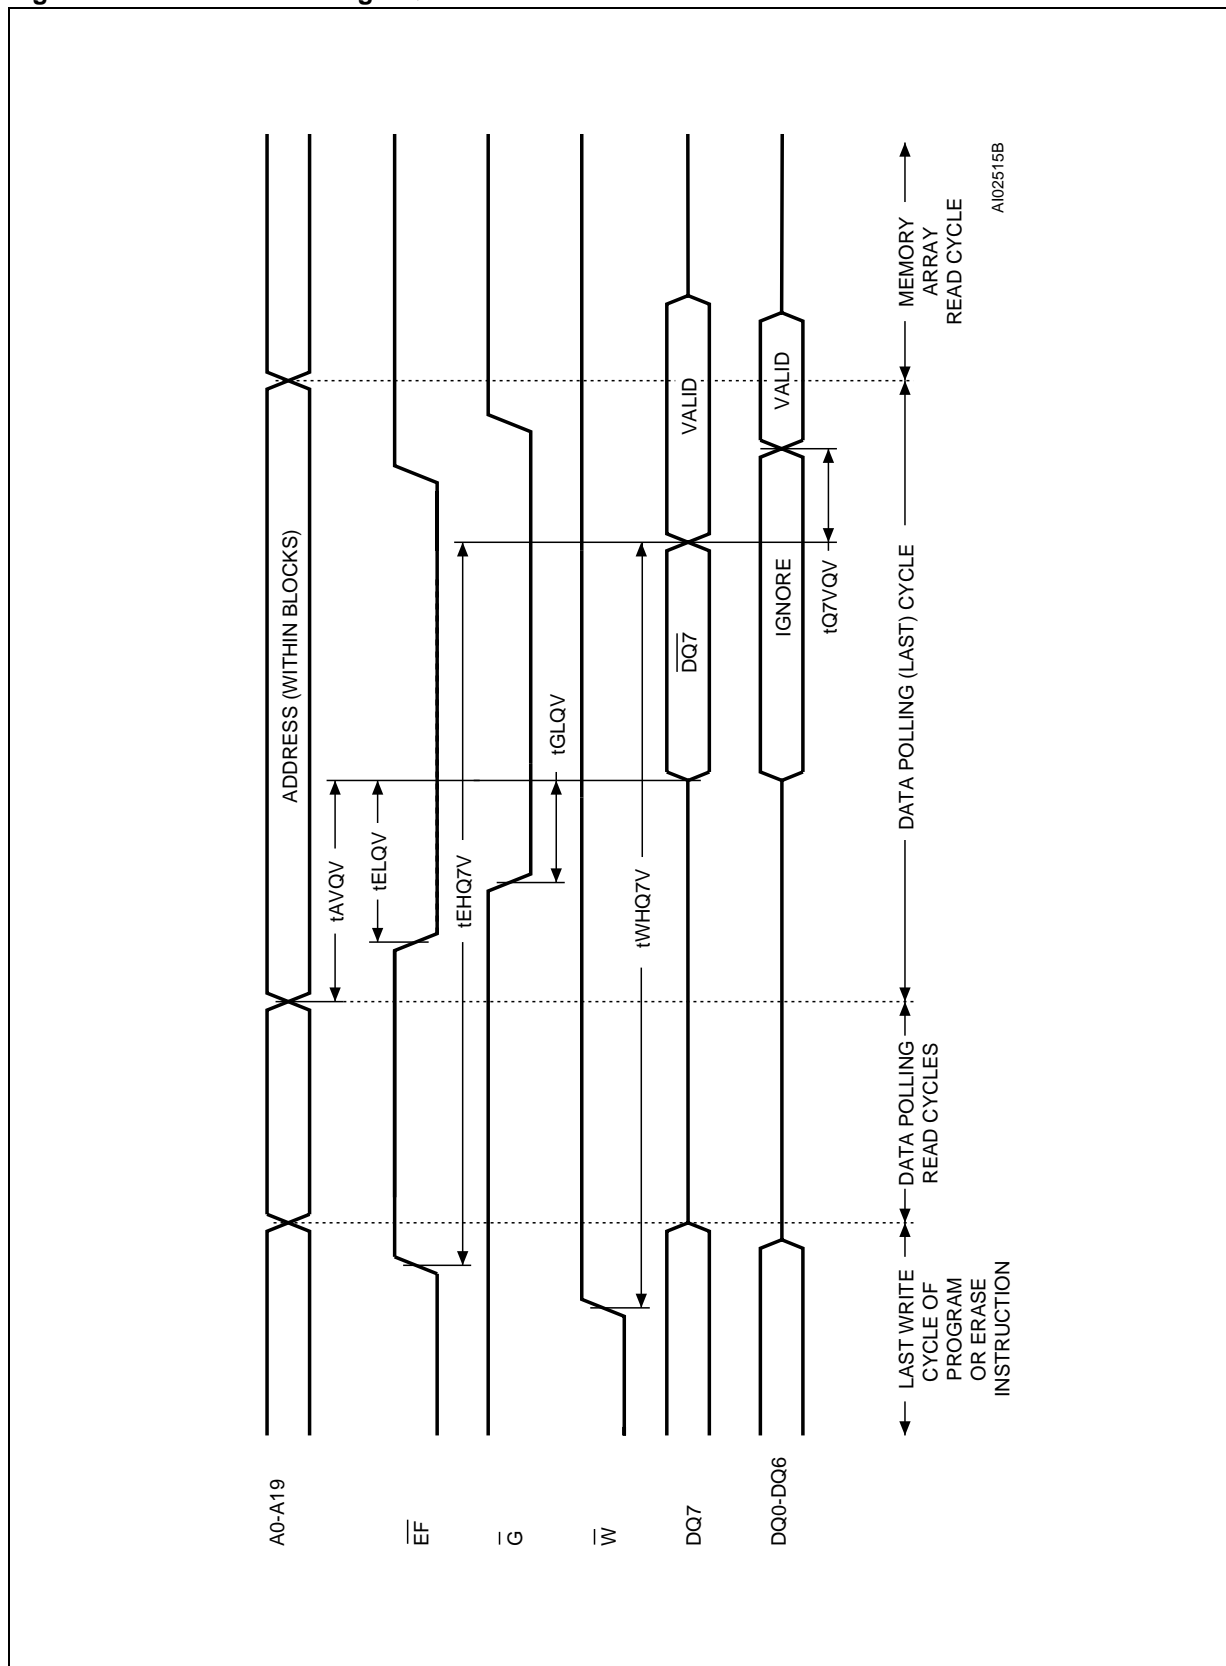 A0-A19
ADDRESS (WITHIN BLOCKS)
tAVQV
tELQV
EF
tEHQ7V
G
tGLQV
W
tWHQ7V
DQ7
DQ7
VALID
DQ0-DQ6
IGNORE
VALID
tQ7VQV
LAST WRITE
CYCLE OF
PROGRAM
OR ERASE
INSTRUCTION
DATA POLLING
READ CYCLES
DATA POLLING (LAST) CYCLE
MEMORY
ARRAY
READ CYCLE
AI02515B